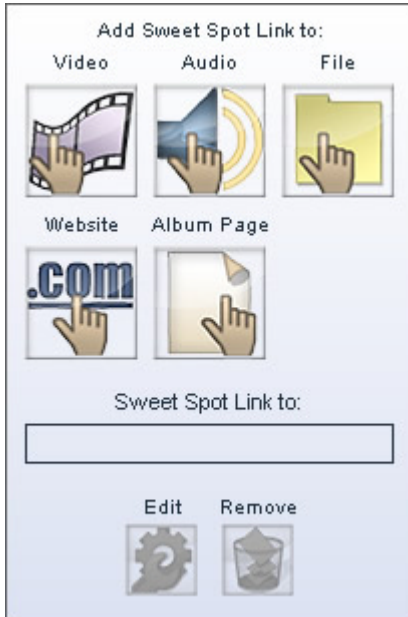 Add Sweet Spot Link to:
Video Audio File
Website Album Page
.com
Sweet Spot Link to:
Edit Remove